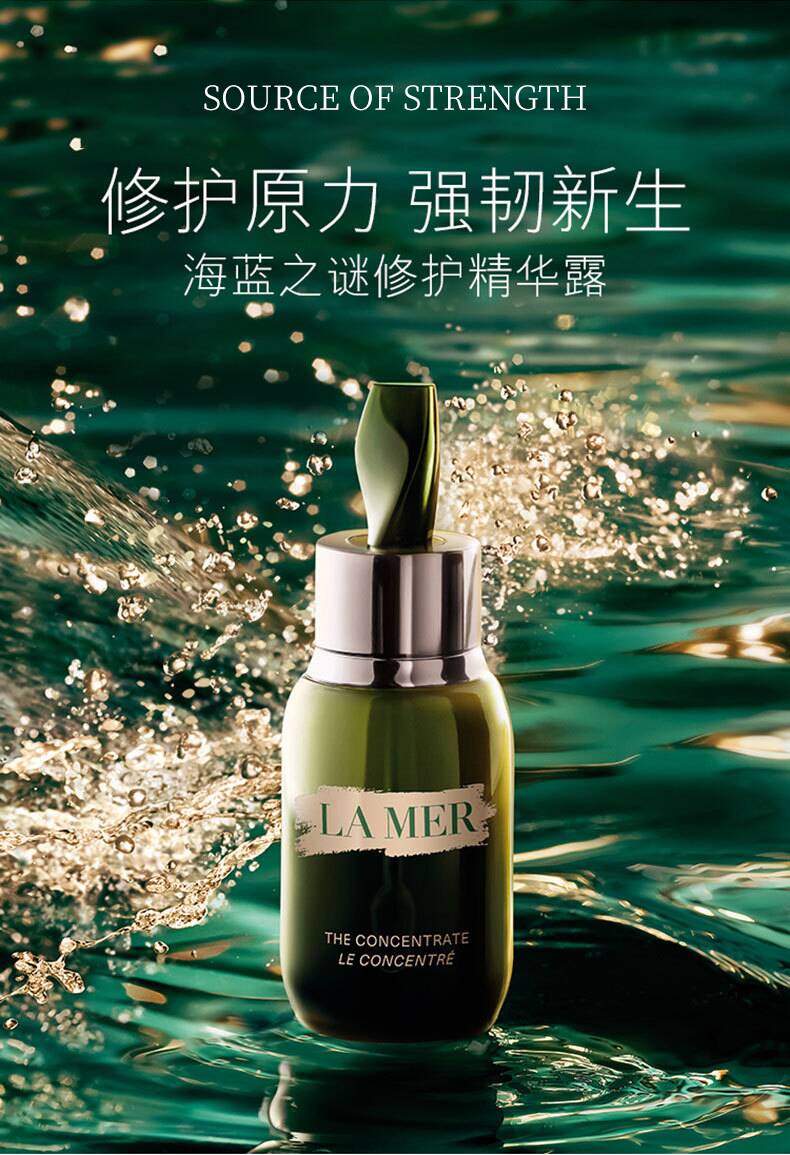 SOURCE OF STRENGTH
修护原力 强韧新生
海蓝之谜修护精华露
LA MER
THE CONCENTRATE
LE CONCENTRÉ